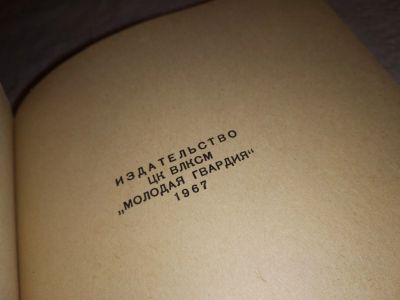 ИЗДАТЕЛЬСТВО
ЦК ВЛКСМ
„МОЛОДАЯ ГВАРДИЯ“
1967